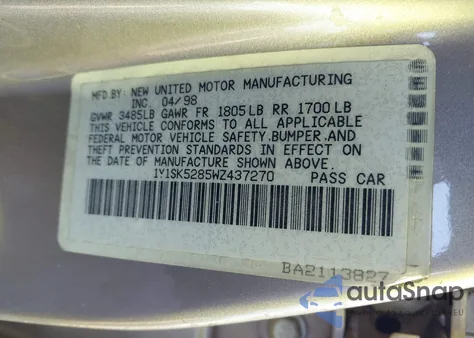 MFD.BY: NEW UNITED MOTOR MANUFACTURING
INC. 04/98
GVWR 3485LB GAWR FR 1805LB RR 1700LB
THIS VEHICLE CONFORMS TO ALL APPLICABLE
FEDERAL MOTOR VEHICLE SAFETY.BUMPER.AND
THEFT PREVENTION STANDARDS IN EFFECT ON
THE DATE OF MANUFACTURE SHOWN ABOVE.
1Y1SK5285WZ437270 PASS CAR
BA2113827
autoSnap